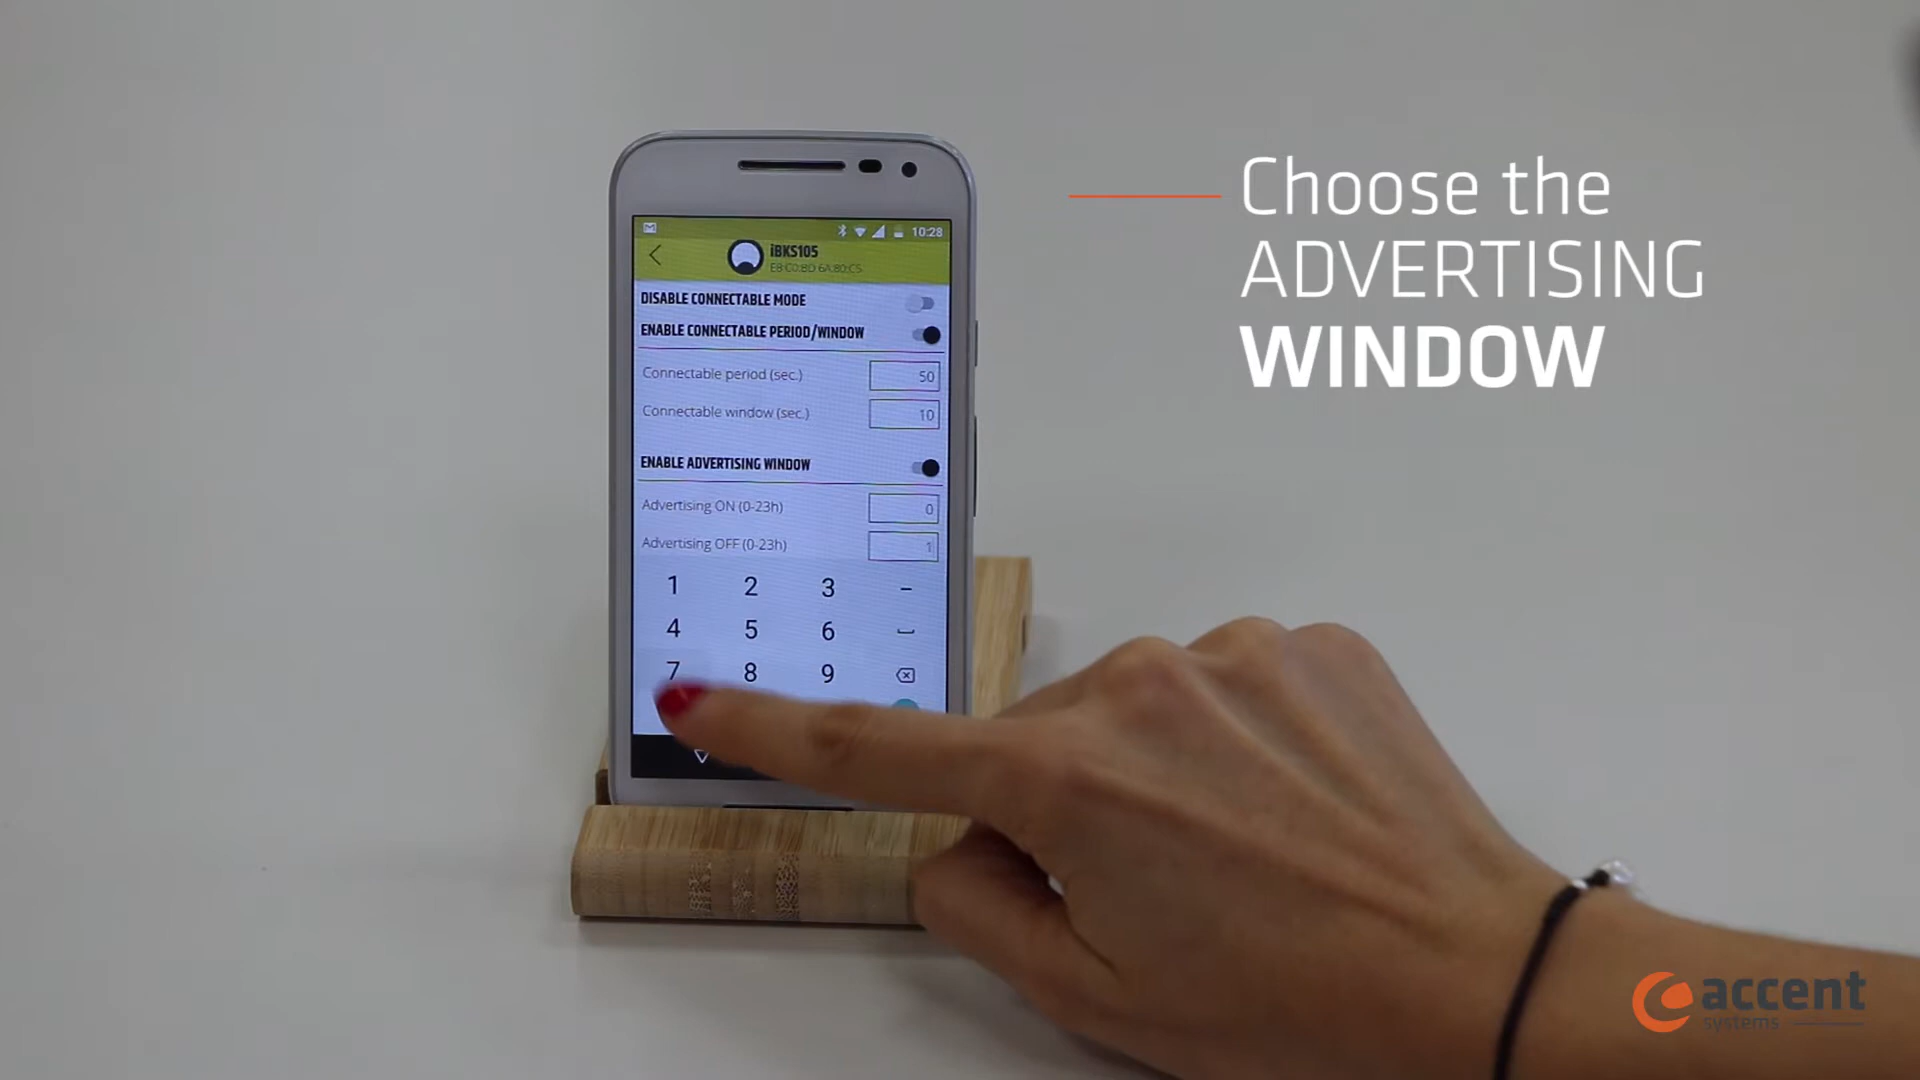 Choose the
ADVERTISING
WINDOW
10:28
iBKS105
DISABLE CONNECTABLE MODE
ENABLE CONNECTABLE PERIOD/WINDOW
Connectable period (sec.) 50
Connectable window (sec.) 10
ENABLE ADVERTISING WINDOW
Advertising ON (0-23h) 0
Advertising OFF (0-23h) 1
1 2 3 -
4 5 6
7 8 9
accent
systems